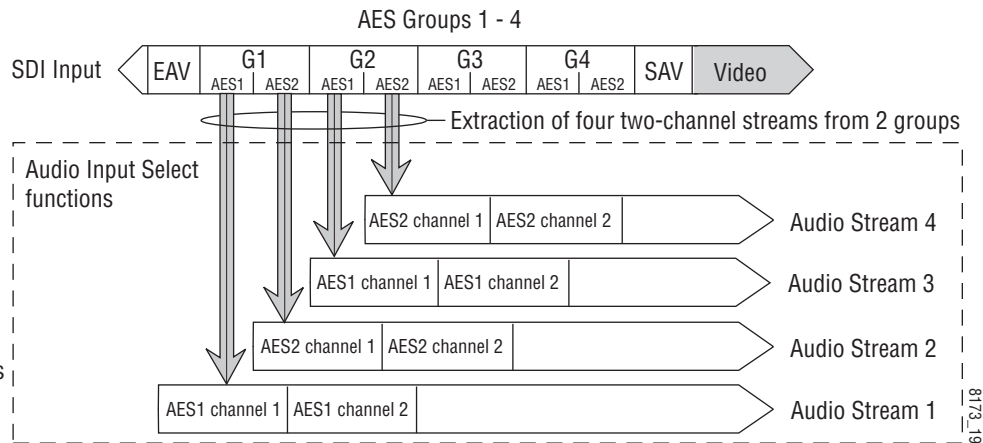 AES Groups 1 - 4
SDI Input
EAV
G1
AES1
AES2
G2
AES1
AES2
G3
AES1
AES2
G4
AES1
AES2
SAV
Video
Extraction of four two-channel streams from 2 groups
Audio Input Select
functions
AES2 channel 1
AES2 channel 2
Audio Stream 4
AES1 channel 1
AES1 channel 2
Audio Stream 3
AES2 channel 1
AES2 channel 2
Audio Stream 2
s
AES1 channel 1
AES1 channel 2
Audio Stream 1
8173_19